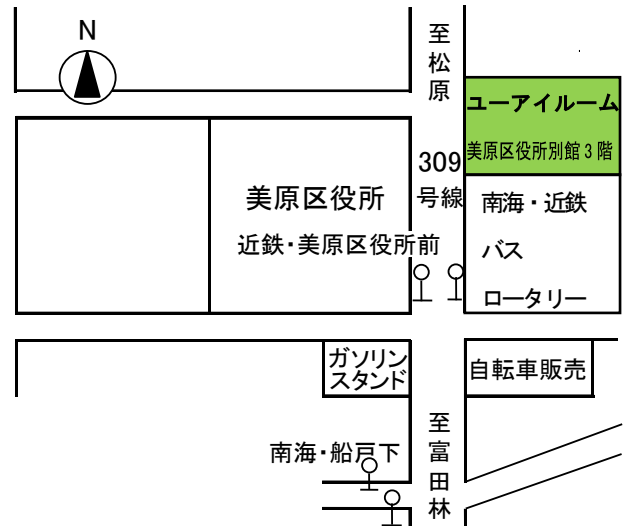 N
至松原
ユーアイルーム
美原区役所別館３階
309
号線
美原区役所
近鉄・美原区役所前
南海・近鉄
バス
ロータリー
ガソリン
スタンド
自転車販売
至富田林
南海・船戸下